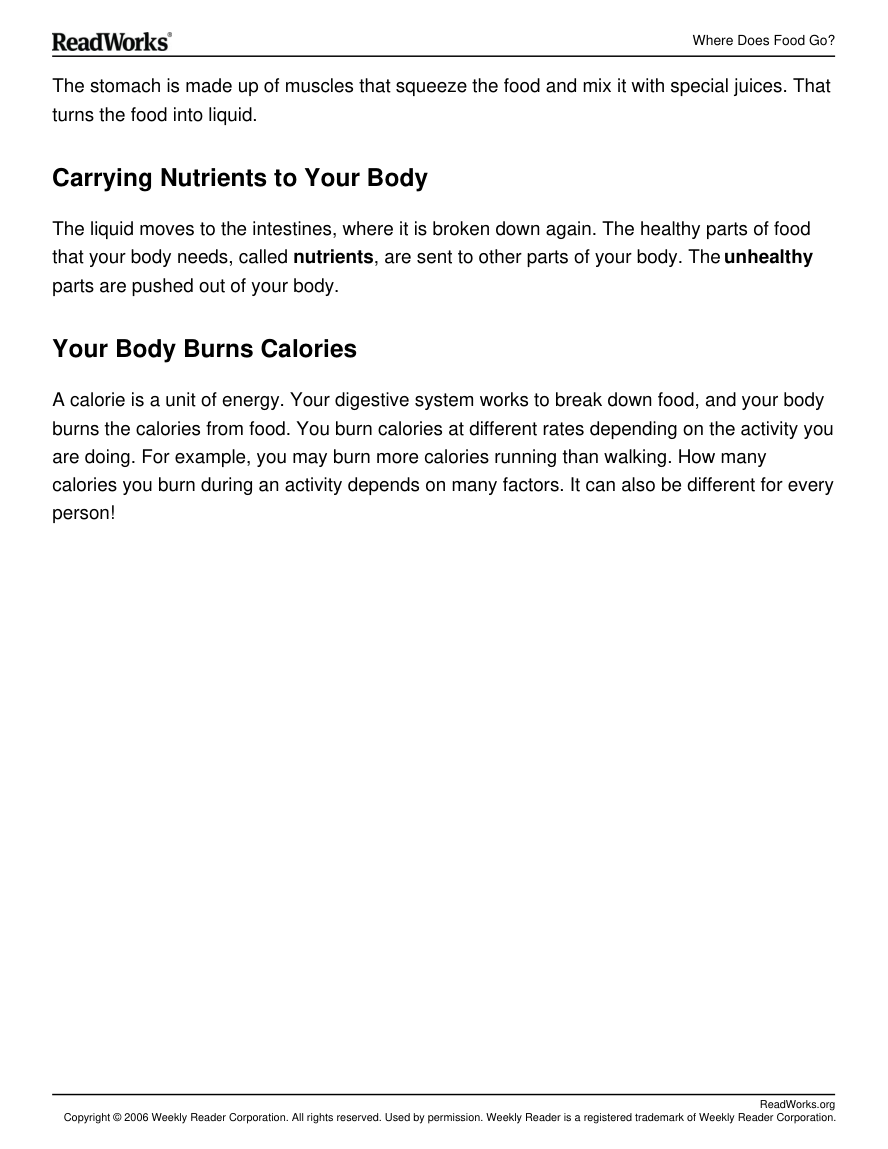 ReadWorks®
Where Does Food Go?
The stomach is made up of muscles that squeeze the food and mix it with special juices. That
turns the food into liquid.
Carrying Nutrients to Your Body
The liquid moves to the intestines, where it is broken down again. The healthy parts of food
that your body needs, called nutrients, are sent to other parts of your body. The unhealthy
parts are pushed out of your body.
Your Body Burns Calories
A calorie is a unit of energy. Your digestive system works to break down food, and your body
burns the calories from food. You burn calories at different rates depending on the activity you
are doing. For example, you may burn more calories running than walking. How many
calories you burn during an activity depends on many factors. It can also be different for every
person!
ReadWorks.org
Copyright © 2006 Weekly Reader Corporation. All rights reserved. Used by permission. Weekly Reader is a registered trademark of Weekly Reader Corporation.